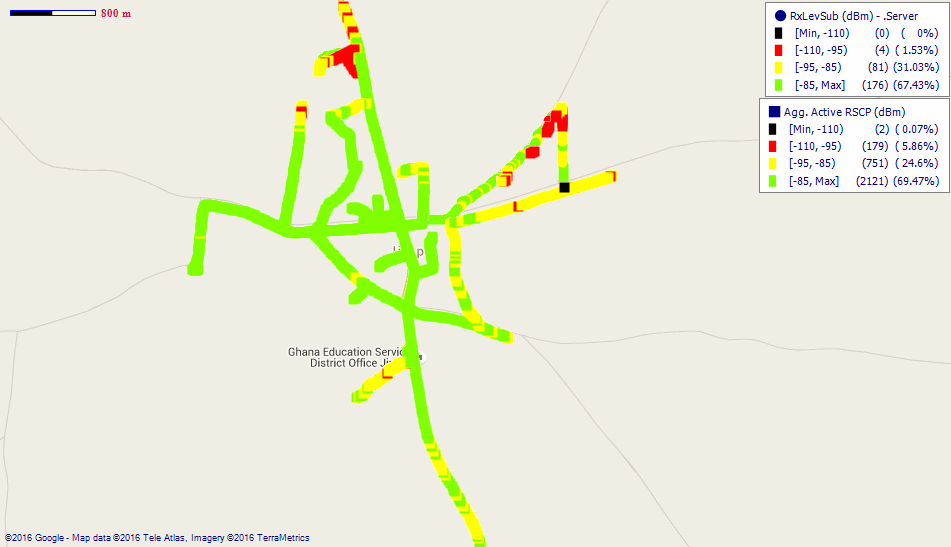 800 m
RxLevSub (dBm) - .Server
[Min, -110) (0) ( 0%)
[-110, -95) (4) ( 1.53%)
[-95, -85) (81) (31.03%)
[-85, Max] (176) (67.43%)
Agg. Active RSCP (dBm)
[Min, -110) (2) ( 0.07%)
[-110, -95) (179) ( 5.86%)
[-95, -85) (751) ( 24.6%)
[-85, Max] (2121) (69.47%)
Ghana Education Servic
District Office Ji
©2016 Google - Map data ©2016 Tele Atlas, Imagery ©2016 TerraMetrics